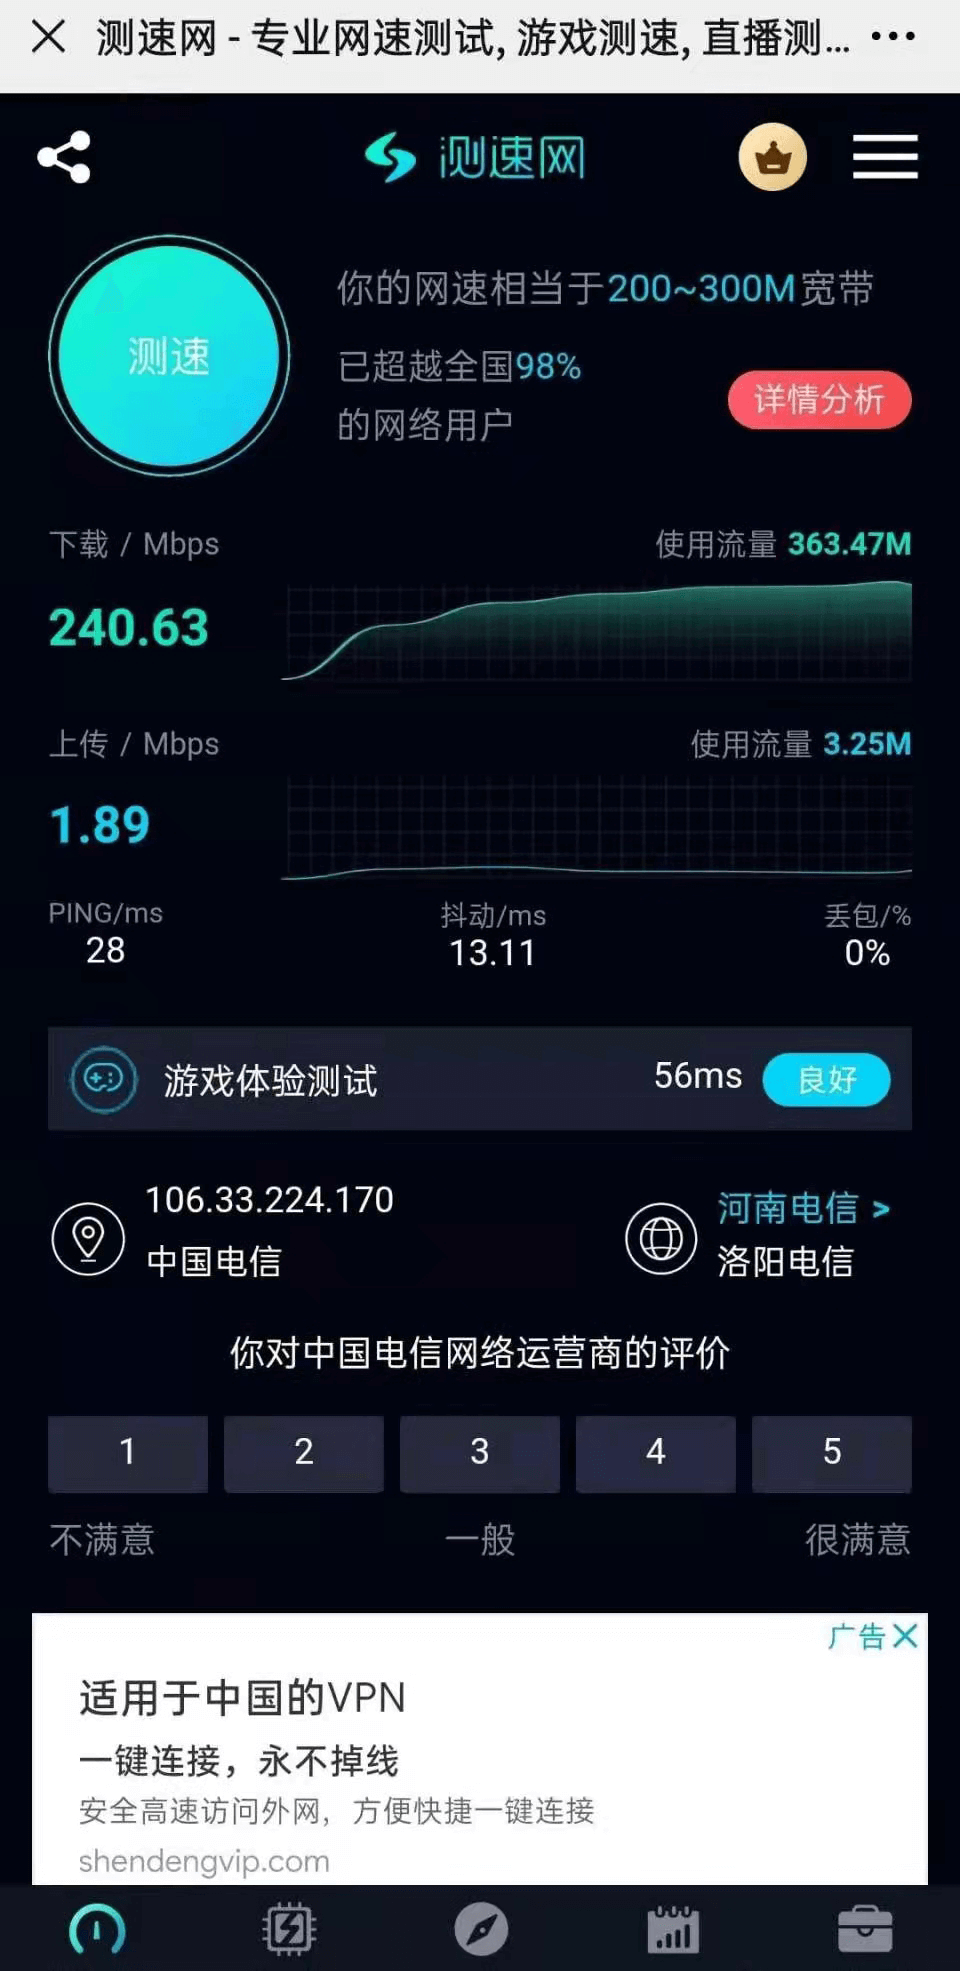 测速网 - 专业网速测试, 游戏测速, 直播测...
测速网
测速
你的网速相当于200~300M宽带
已超越全国98%
的网络用户
详情分析
下载 / Mbps
使用流量 363.47M
240.63
上传 / Mbps
使用流量 3.25M
1.89
PING/ms
抖动/ms
丢包/%
28
13.11
0%
游戏体验测试
56ms
良好
106.33.224.170
中国电信
河南电信 >
洛阳电信
你对中国电信网络运营商的评价
1
2
3
4
5
不满意
一般
很满意
广告
适用于中国的VPN
一键连接，永不掉线
安全高速访问外网，方便快捷一键连接
shendengvip.com